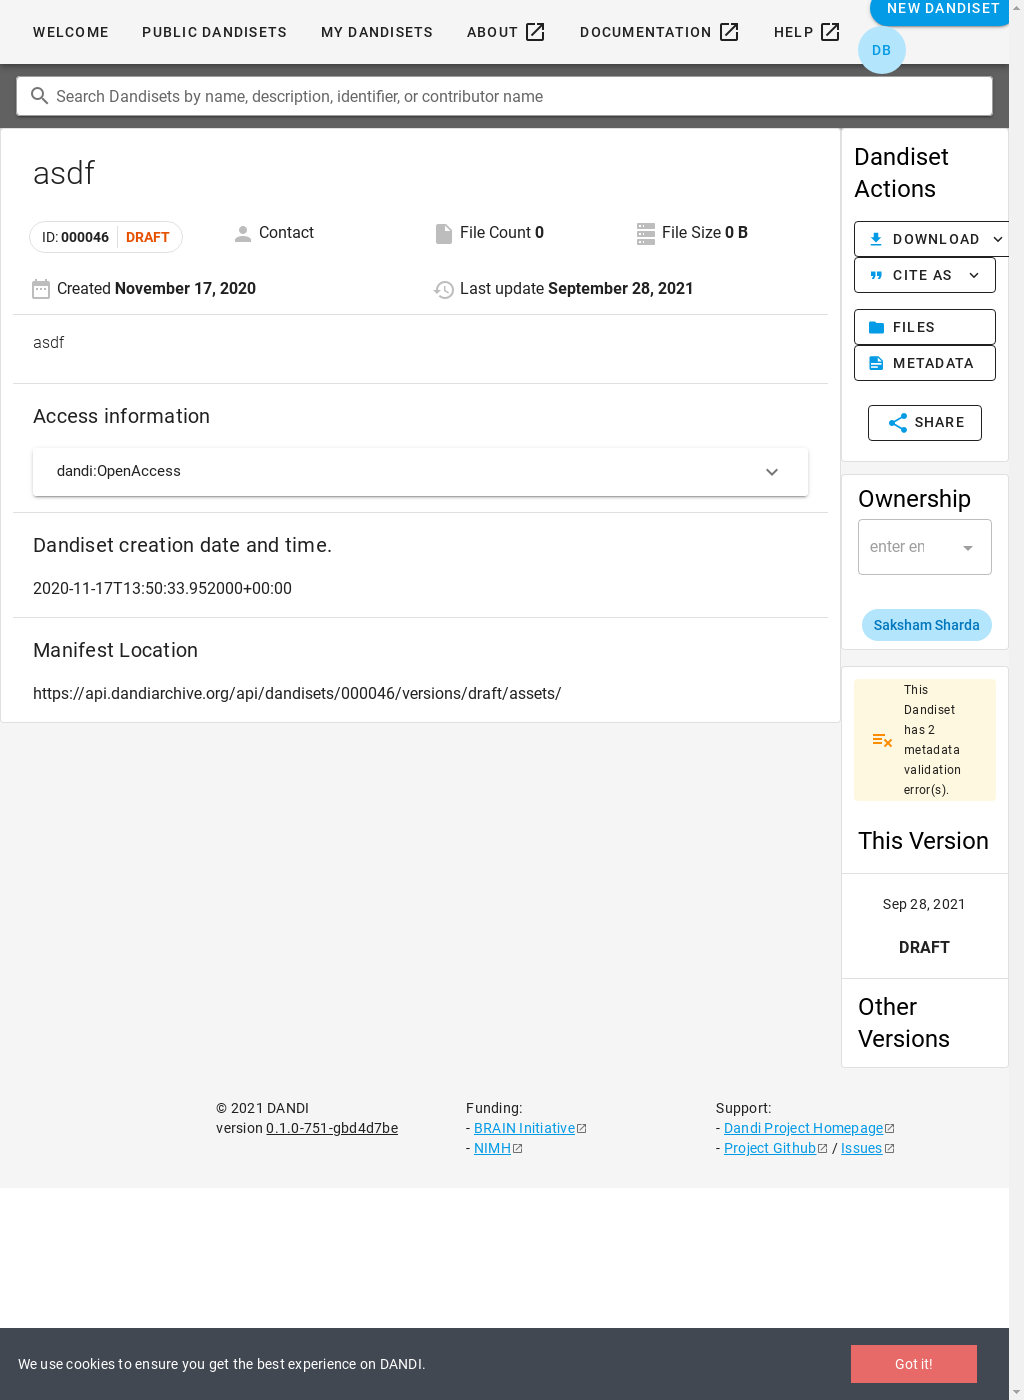 WELCOME PUBLIC DANDISETS MY DANDISETS ABOUT DOCUMENTATION HELP NEW DANDISET
DB
Search Dandisets by name, description, identifier, or contributor name
asdf
ID: 000046 DRAFT
Contact
File Count 0
File Size 0 B
Created November 17, 2020
Last update September 28, 2021
asdf
Access information
dandi:OpenAccess
Dandiset creation date and time.
2020-11-17T13:50:33.952000+00:00
Manifest Location
https://api.dandiarchive.org/api/dandisets/000046/versions/draft/assets/
Dandiset
Actions
DOWNLOAD
CITE AS
FILES
METADATA
SHARE
Ownership
enter en
Saksham Sharda
This
Dandiset
has 2
metadata
validation
error(s).
This Version
Sep 28, 2021
DRAFT
Other
Versions
© 2021 DANDI
version 0.1.0-751-gbd4d7be
Funding:
- BRAIN Initiative
- NIMH
Support:
- Dandi Project Homepage
- Project Github / Issues
We use cookies to ensure you get the best experience on DANDI.
Got it!